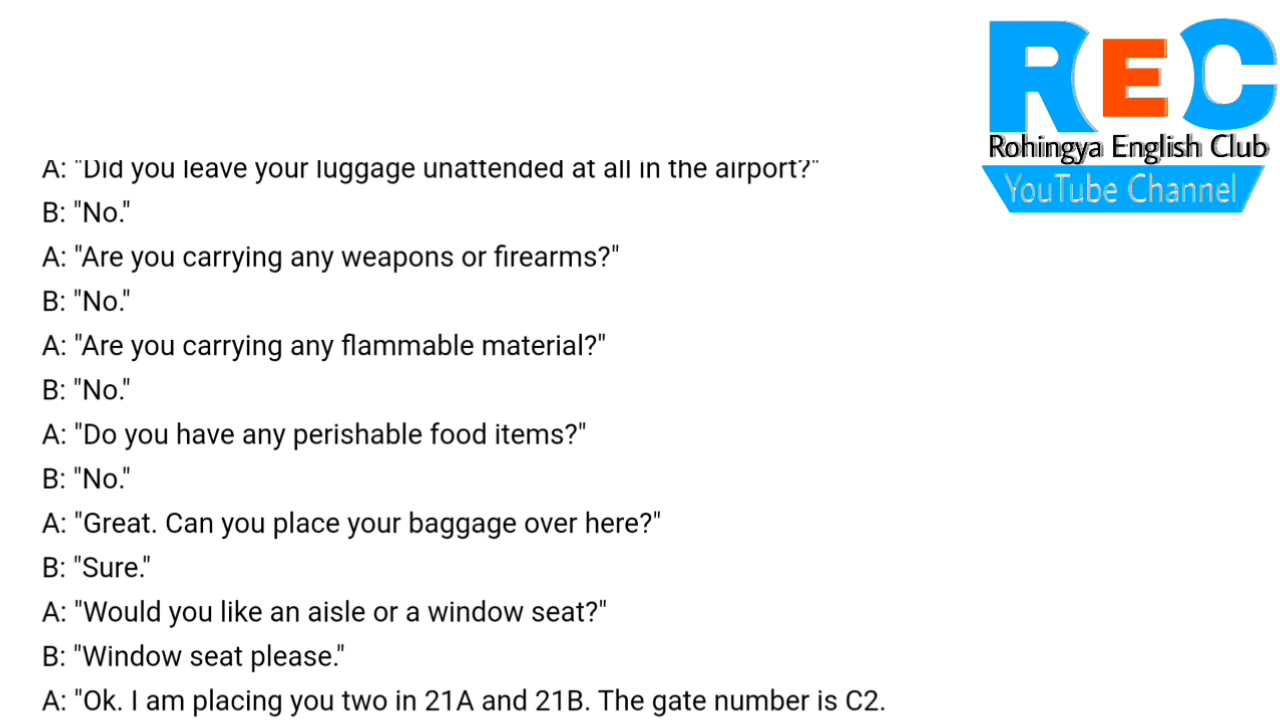 REC
Rohingya English Club
YouTube Channel
A: "Did you leave your luggage unattended at all in the airport?"
B: "No."
A: "Are you carrying any weapons or firearms?"
B: "No."
A: "Are you carrying any flammable material?"
B: "No."
A: "Do you have any perishable food items?"
B: "No."
A: "Great. Can you place your baggage over here?"
B: "Sure."
A: "Would you like an aisle or a window seat?"
B: "Window seat please."
A: "Ok. I am placing you two in 21A and 21B. The gate number is C2.